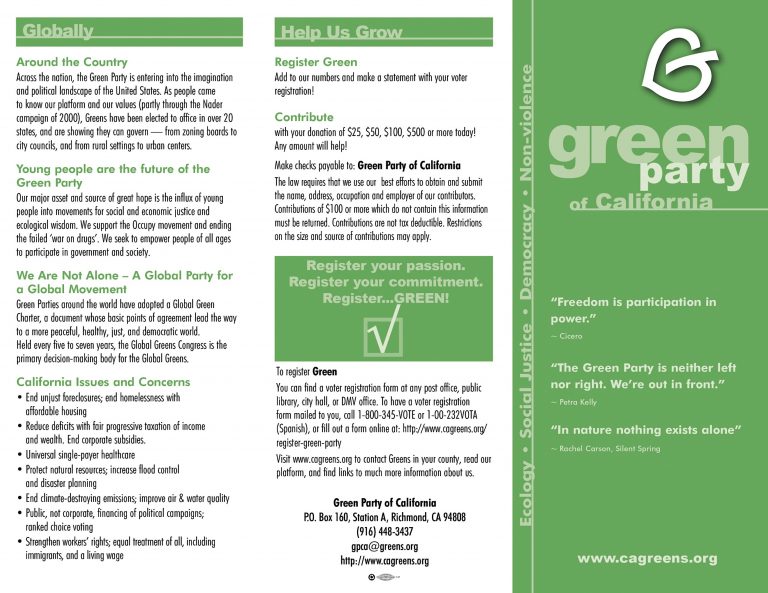 Globally
Around the Country
Across the nation, the Green Party is entering into the imagination
and political landscape of the United States. As people came
to know our platform and our values (partly through the Nader
campaign of 2000), Greens have been elected to office in over 20
states, and are showing they can govern — from zoning boards to
city councils, and from rural settings to urban centers.
Young people are the future of the
Green Party
Our major asset and source of great hope is the influx of young
people into movements for social and economic justice and
ecological wisdom. We support the Occupy movement and ending
the failed ‘war on drugs’. We seek to empower people of all ages
to participate in government and society.
We Are Not Alone – A Global Party for
a Global Movement
Green Parties around the world have adopted a Global Green
Charter, a document whose basic points of agreement lead the way
to a more peaceful, healthy, just, and democratic world.
Held every five to seven years, the Global Greens Congress is the
primary decision-making body for the Global Greens.
California Issues and Concerns
• End unjust foreclosures; end homelessness with
affordable housing
• Reduce deficits with fair progressive taxation of income
and wealth. End corporate subsidies.
• Universal single-payer healthcare
• Protect natural resources; increase flood control
and disaster planning
• End climate-destroying emissions; improve air & water quality
• Public, not corporate, financing of political campaigns;
ranked choice voting
• Strengthen workers’ rights; equal treatment of all, including
immigrants, and a living wage
Help Us Grow
Register Green
Add to our numbers and make a statement with your voter
registration!
Contribute
with your donation of $25, $50, $100, $500 or more today!
Any amount will help!
Make checks payable to: Green Party of California
The law requires that we use our best efforts to obtain and submit
the name, address, occupation and employer of our contributors.
Contributions of $100 or more which do not contain this information
must be returned. Contributions are not tax deductible. Restrictions
on the size and source of contributions may apply.
Register your passion.
Register your commitment.
Register...GREEN!
To register Green
You can find a voter registration form at any post office, public
library, city hall, or DMV office. To have a voter registration
form mailed to you, call 1-800-345-VOTE or 1-00-232VOTA
(Spanish), or fill out a form online at: http://www.cagreens.org/
register-green-party
Visit www.cagreens.org to contact Greens in your county, read our
platform, and find links to much more information about us.
Green Party of California
P.O. Box 160, Station A, Richmond, CA 94808
(916) 448-3437
gpca@greens.org
http://www.cagreens.org
Ecology • Social Justice • Democracy • Non-violence
green
party
of California
“Freedom is participation in
power.”
~ Cicero
“The Green Party is neither left
nor right. We’re out in front.”
~ Petra Kelly
“In nature nothing exists alone”
~ Rachel Carson, Silent Spring
www.cagreens.org